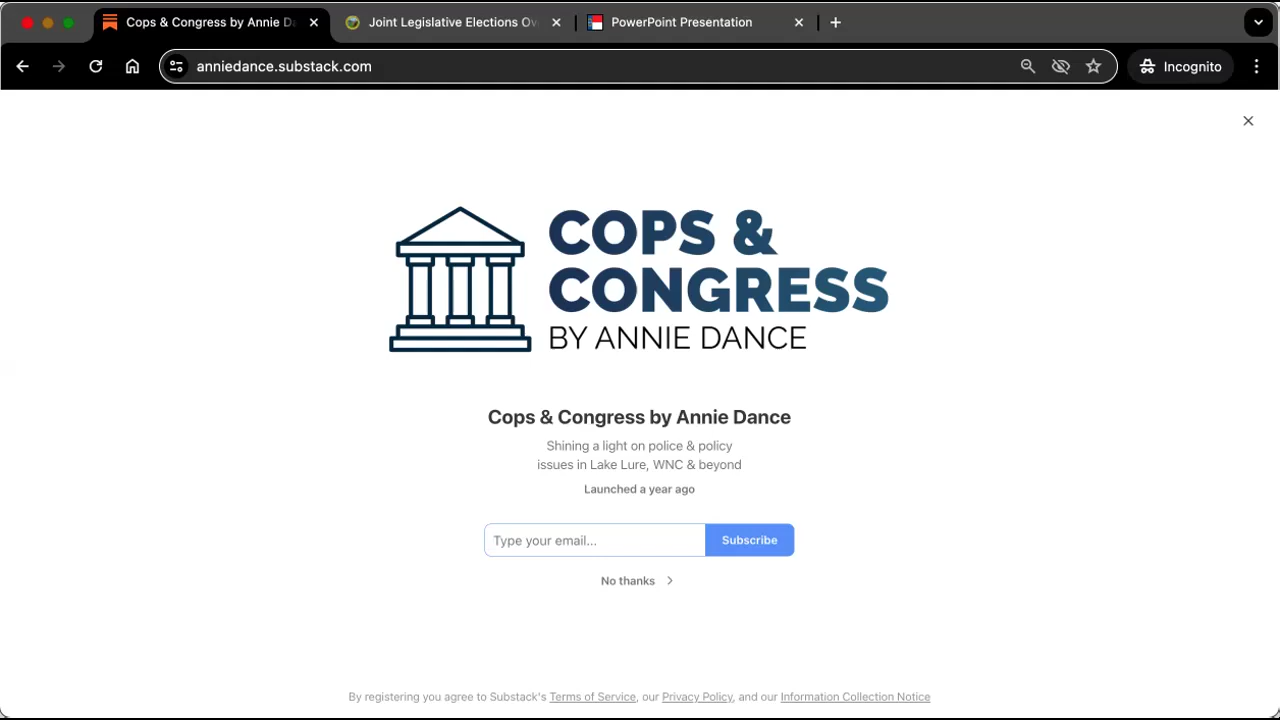 Cops & Congress by Annie D
Joint Legislative Elections Ov
PowerPoint Presentation
anniedance.substack.com
Incognito
COPS &
CONGRESS
BY ANNIE DANCE
Cops & Congress by Annie Dance
Shining a light on police & policy
issues in Lake Lure, WNC & beyond
Launched a year ago
Type your email...
Subscribe
No thanks
By registering you agree to Substack's Terms of Service, our Privacy Policy, and our Information Collection Notice